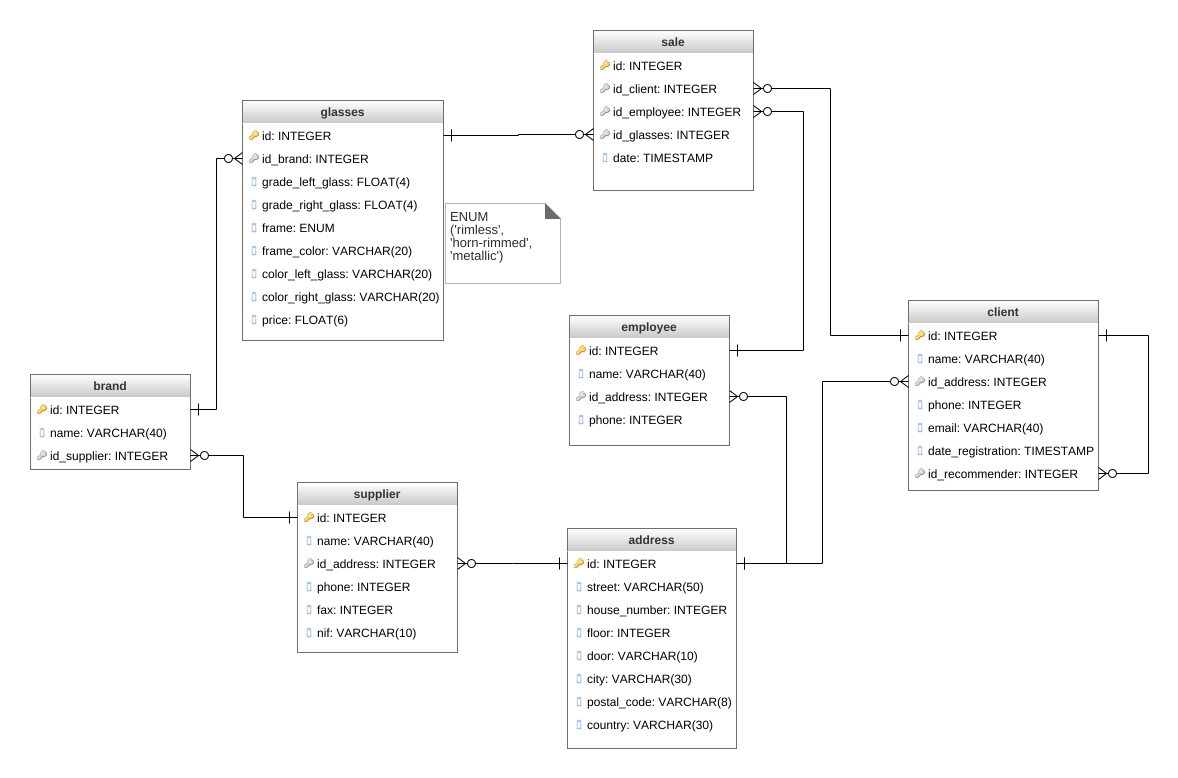 sale
id: INTEGER
id_client: INTEGER
id_employee: INTEGER
id_glasses: INTEGER
date: TIMESTAMP
glasses
id: INTEGER
id_brand: INTEGER
grade_left_glass: FLOAT(4)
grade_right_glass: FLOAT(4)
frame: ENUM
frame_color: VARCHAR(20)
color_left_glass: VARCHAR(20)
color_right_glass: VARCHAR(20)
price: FLOAT(6)
ENUM
('rimless',
'horn-rimmed',
'metallic')
client
id: INTEGER
name: VARCHAR(40)
id_address: INTEGER
phone: INTEGER
email: VARCHAR(40)
date_registration: TIMESTAMP
id_recommender: INTEGER
employee
id: INTEGER
name: VARCHAR(40)
id_address: INTEGER
phone: INTEGER
brand
id: INTEGER
name: VARCHAR(40)
id_supplier: INTEGER
supplier
id: INTEGER
name: VARCHAR(40)
id_address: INTEGER
phone: INTEGER
fax: INTEGER
nif: VARCHAR(10)
address
id: INTEGER
street: VARCHAR(50)
house_number: INTEGER
floor: INTEGER
door: VARCHAR(10)
city: VARCHAR(30)
postal_code: VARCHAR(8)
country: VARCHAR(30)